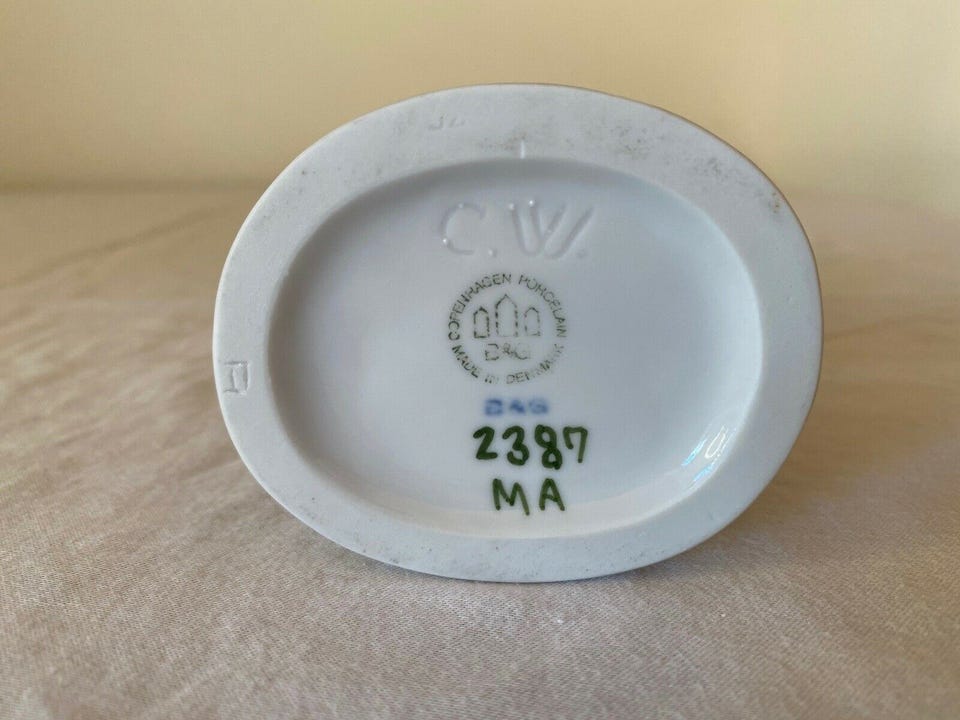 C.W.
COPENHAGEN PORCELAIN
B&G
MADE IN DENMARK
B&G
2387
MA